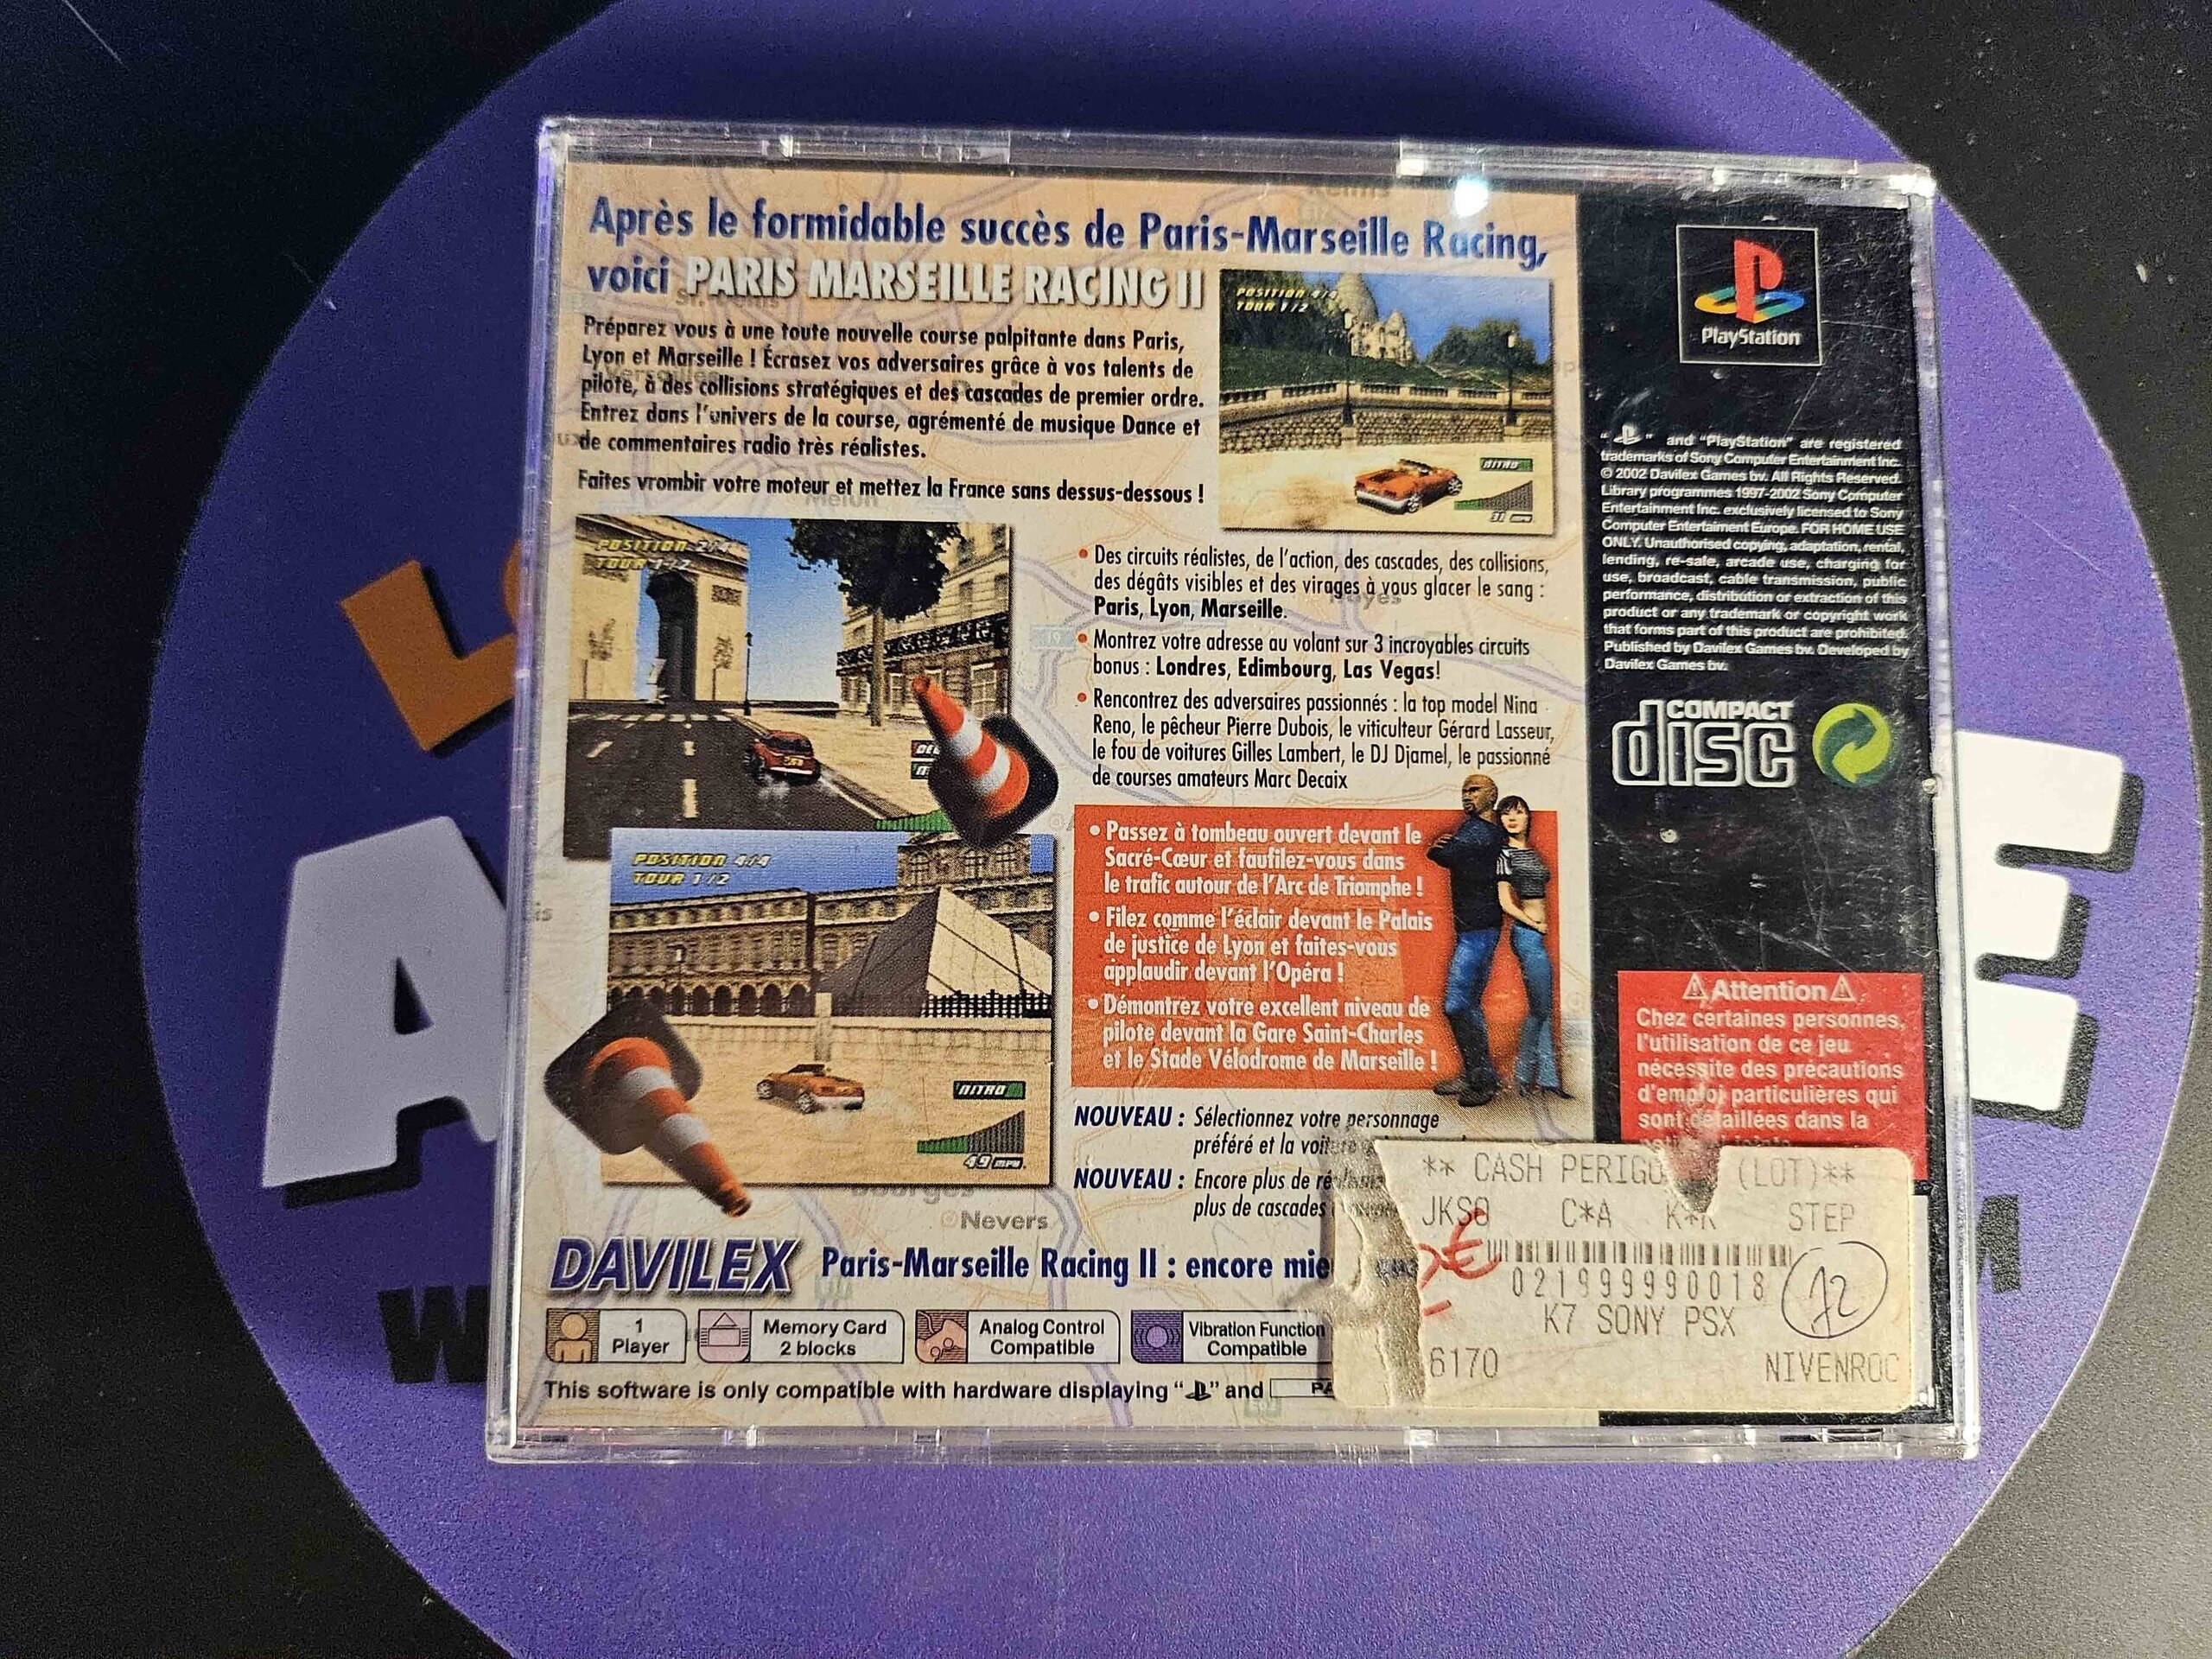 Après le formidable succès de Paris-Marseille Racing,
voici PARIS MARSEILLE RACING II
Préparez vous à une toute nouvelle course palpitante dans Paris,
Lyon et Marseille ! Écrasez vos adversaires grâce à vos talents de
pilote, à des collisions stratégiques et des cascades de premier ordre.
Entrez dans l'univers de la course, agrémenté de musique Dance et
de commentaires radio très réalistes.
Faites vrombir votre moteur et mettez la France sans dessus-dessous !
POSITION 4/4
TOUR 1/2
NITRO
31 MPH
POSITION 2/4
TOUR 1/2
• Des circuits réalistes, de l'action, des cascades, des collisions,
des dégâts visibles et des virages à vous glacer le sang :
Paris, Lyon, Marseille.
• Montrez votre adresse au volant sur 3 incroyables circuits
bonus : Londres, Edimbourg, Las Vegas!
• Rencontrez des adversaires passionnés : la top model Nina
Reno, le pêcheur Pierre Dubois, le viticulteur Gérard Lasseur,
le fou de voitures Gilles Lambert, le DJ Djamel, le passionné
de courses amateurs Marc Decaix
POSITION 4/4
TOUR 1/2
NITRO
49 MPH
• Passez à tombeau ouvert devant le
Sacré-Cœur et faufilez-vous dans
le trafic autour de l'Arc de Triomphe !
• Filez comme l'éclair devant le Palais
de justice de Lyon et faites-vous
applaudir devant l'Opéra !
• Démontrez votre excellent niveau de
pilote devant la Gare Saint-Charles
et le Stade Vélodrome de Marseille !
NOUVEAU : Sélectionnez votre personnage
préféré et la
NOUVEAU : Encore plus de
plus de cascades
Nevers
DAVILEX
Paris-Marseille Racing II : encore
1
Player
Memory Card
2 blocks
Analog Control
Compatible
Vibration Function
Compatible
This software is only compatible with hardware displaying " " and
PlayStation
" " and "PlayStation" are registered
trademarks of Sony Computer Entertainment Inc.
© 2002 Davilex Games bv. All Rights Reserved.
Library programmes 1997-2002 Sony Computer
Entertainment Inc. exclusively licensed to Sony
Computer Entertaiment Europe. FOR HOME USE
ONLY. Unauthorised copying, adaptation, rental,
lending, re-sale, arcade use, charging for
use, broadcast, cable transmission, public
performance, distribution or extraction of this
product or any trademark or copyright work
that forms part of this product are prohibited.
Published by Davilex Games bv. Developed by
Davilex Games bv.
COMPACT
disc
Attention
Chez certaines personnes,
l'utilisation de ce jeu
nécessite des précautions
d'emploi particulières qui
sont détaillées dans la
** CASH (LOT)**
JKSO C*A STEP
021999990018
12
K7 SONY PSX
6170 NIVENROC